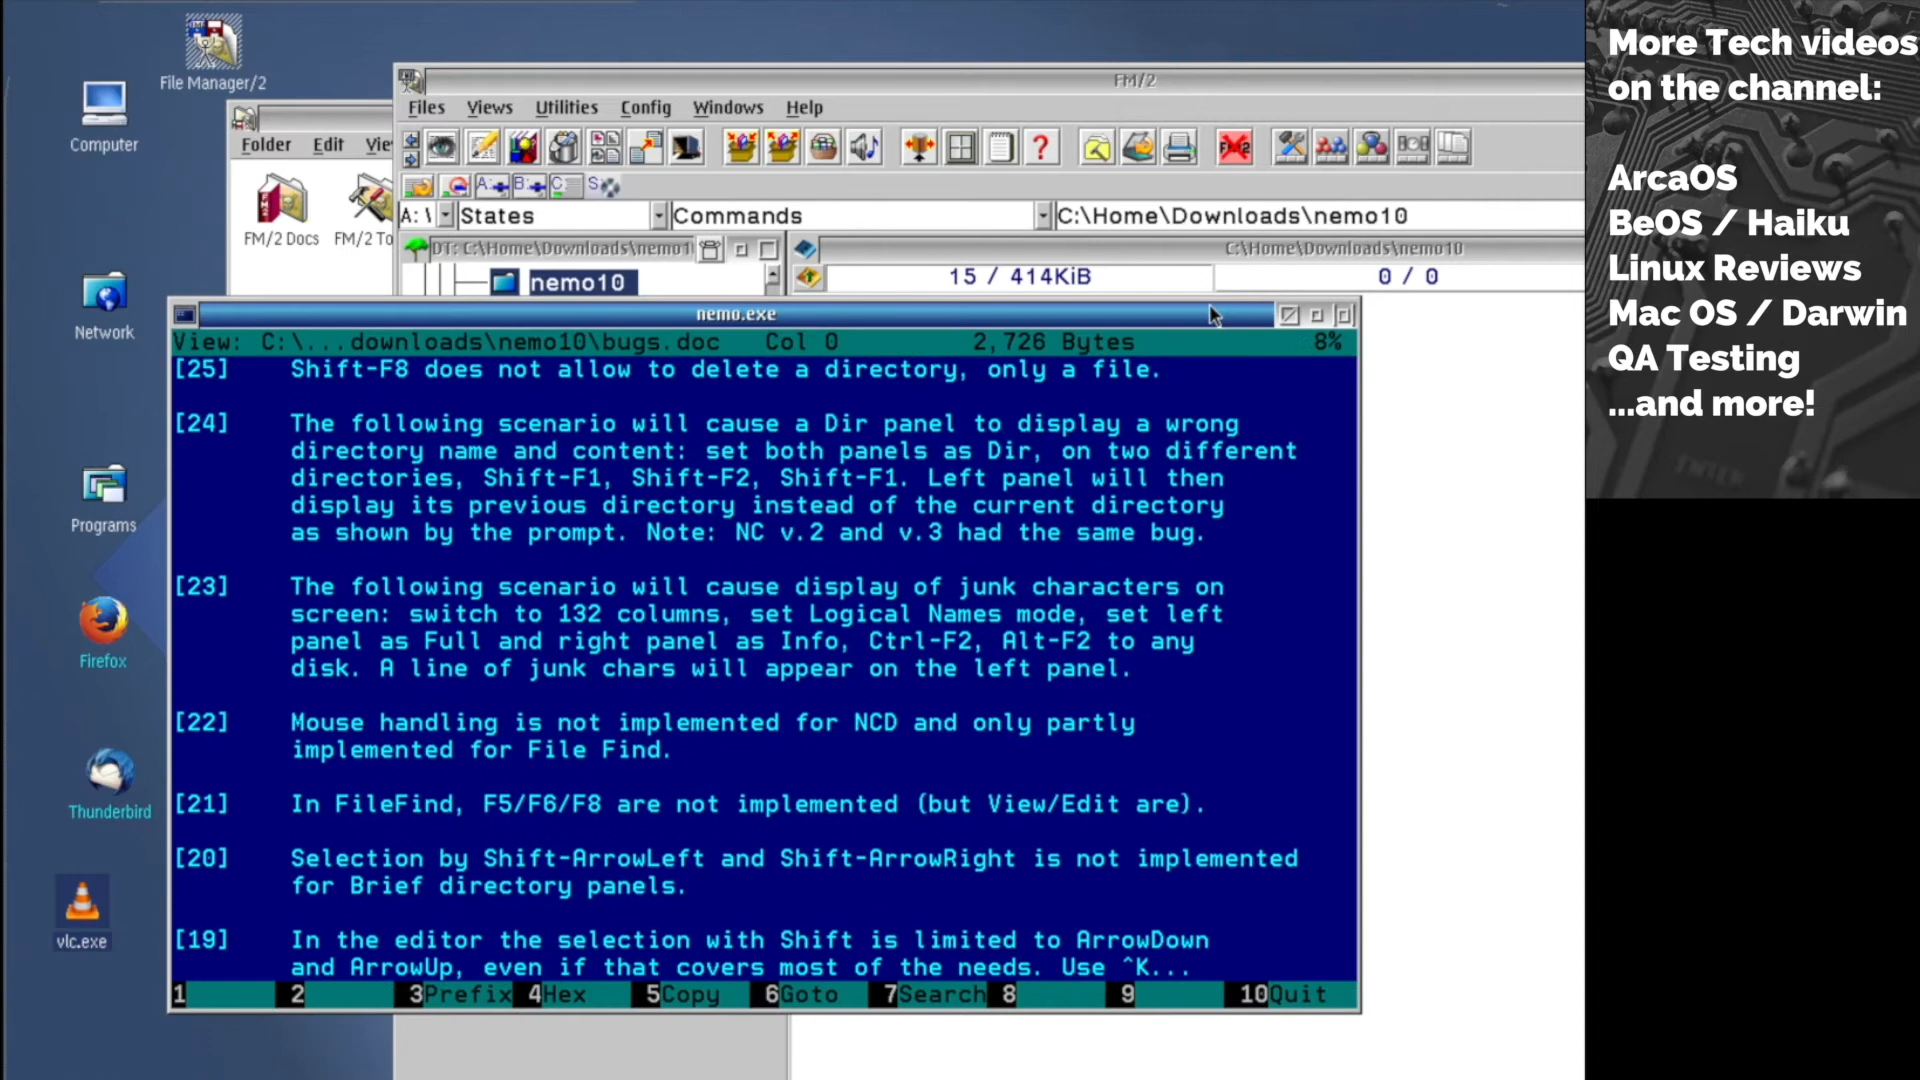 File Manager/2
Computer
Network
Programs
Firefox
Thunderbird
vlc.exe
Folder Edit
FM/2 Docs
FM/2
Files Views Utilities Config Windows Help
A:\ States Commands C:\Home\Downloads\nemo10
C:\Home\Downloads\nemo10
nemo10
15 / 414KiB 0 / 0
nemo.exe
View: C:\...downloads\nemo10\bugs.doc Col 0 2,726 Bytes 8%
[25] Shift-F8 does not allow to delete a directory, only a file.
[24] The following scenario will cause a Dir panel to display a wrong
directory name and content: set both panels as Dir, on two different
directories, Shift-F1, Shift-F2, Shift-F1. Left panel will then
display its previous directory instead of the current directory
as shown by the prompt. Note: NC v.2 and v.3 had the same bug.
[23] The following scenario will cause display of junk characters on
screen: switch to 132 columns, set Logical Names mode, set left
panel as Full and right panel as Info, Ctrl-F2, Alt-F2 to any
disk. A line of junk chars will appear on the left panel.
[22] Mouse handling is not implemented for NCD and only partly
implemented for File Find.
[21] In FileFind, F5/F6/F8 are not implemented (but View/Edit are).
[20] Selection by Shift-ArrowLeft and Shift-ArrowRight is not implemented
for Brief directory panels.
[19] In the editor the selection with Shift is limited to ArrowDown
and ArrowUp, even if that covers most of the needs. Use ^K...
1 2 3Prefix 4Hex 5Copy 6Goto 7Search 8 9 10Quit
More Tech videos
on the channel:
ArcaOS
BeOS / Haiku
Linux Reviews
Mac OS / Darwin
QA Testing
...and more!